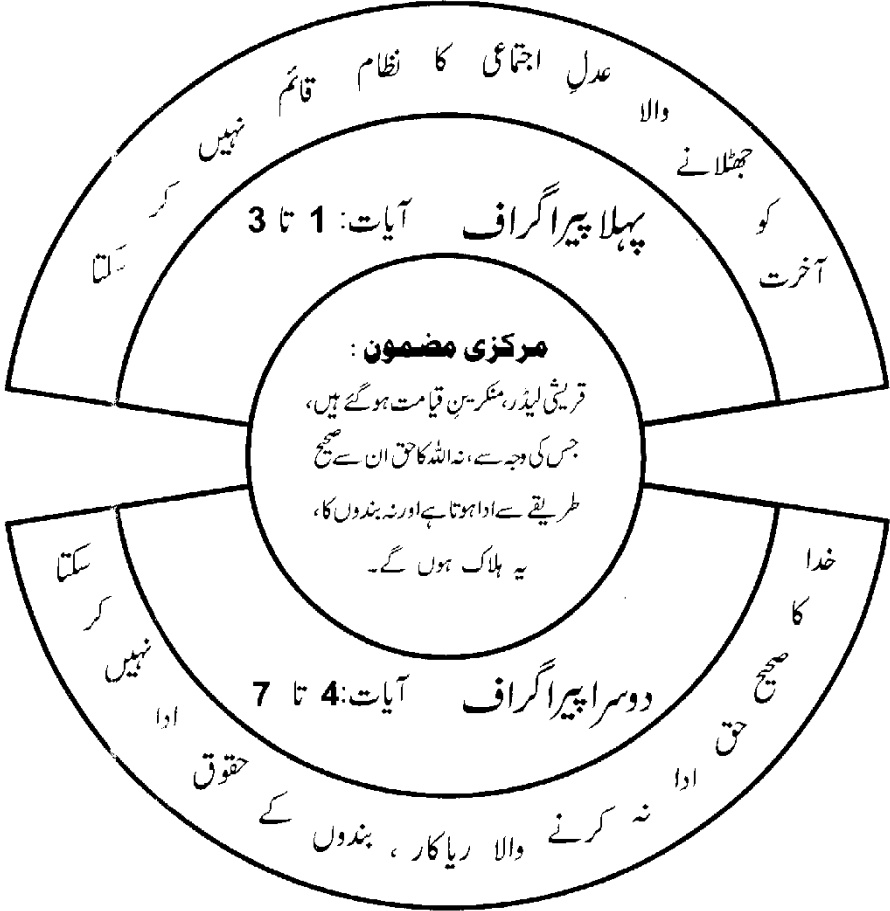 آخرت کو جھٹلانے والا عدلِ اجتماعی کا نظام قائم نہیں کر سکتا
پہلا پیراگراف آیات: 1 تا 3
مرکزی مضمون :
قریشی لیڈر، منکرینِ قیامت ہوگئے ہیں،
جس کی وجہ سے، نہ اللہ کا حق ان سے صحیح
طریقے سے ادا ہوتا ہے اور نہ بندوں کا،
یہ ہلاک ہوں گے۔
دوسرا پیراگراف آیات:4 تا 7
خدا کا صحیح حق ادا نہ کرنے والا ریاکار ، بندوں کے حقوق ادا نہیں کر سکتا